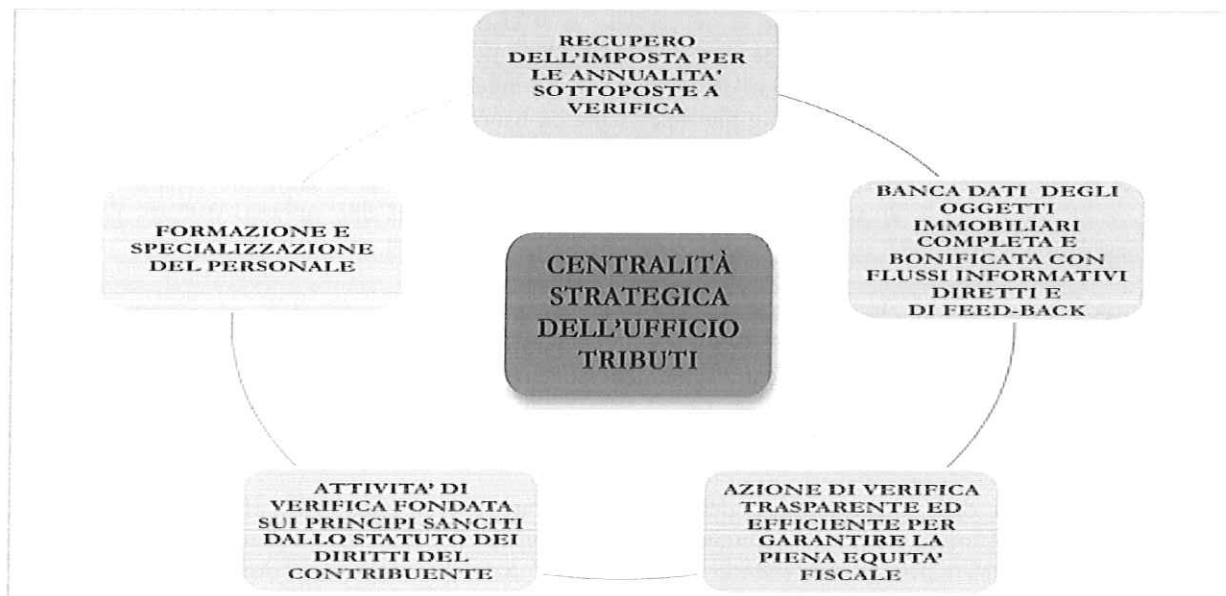 RECUPERO
DELL'IMPOSTA PER
LE ANNUALITA'
SOTTOPOSTE A
VERIFICA
BANCA DATI DEGLI
OGGETTI
IMMOBILIARI
COMPLETA E
BONIFICATA CON
FLUSSI INFORMATIVI
DIRETTI E
DI FEED-BACK
AZIONE DI VERIFICA
TRASPARENTE ED
EFFICIENTE PER
GARANTIRE LA
PIENA EQUITA'
FISCALE
ATTIVITA' DI
VERIFICA FONDATA
SUI PRINCIPI SANCITI
DALLO STATUTO DEI
DIRITTI DEL
CONTRIBUENTE
FORMAZIONE E
SPECIALIZZAZIONE
DEL PERSONALE
CENTRALITÀ
STRATEGICA
DELL'UFFICIO
TRIBUTI